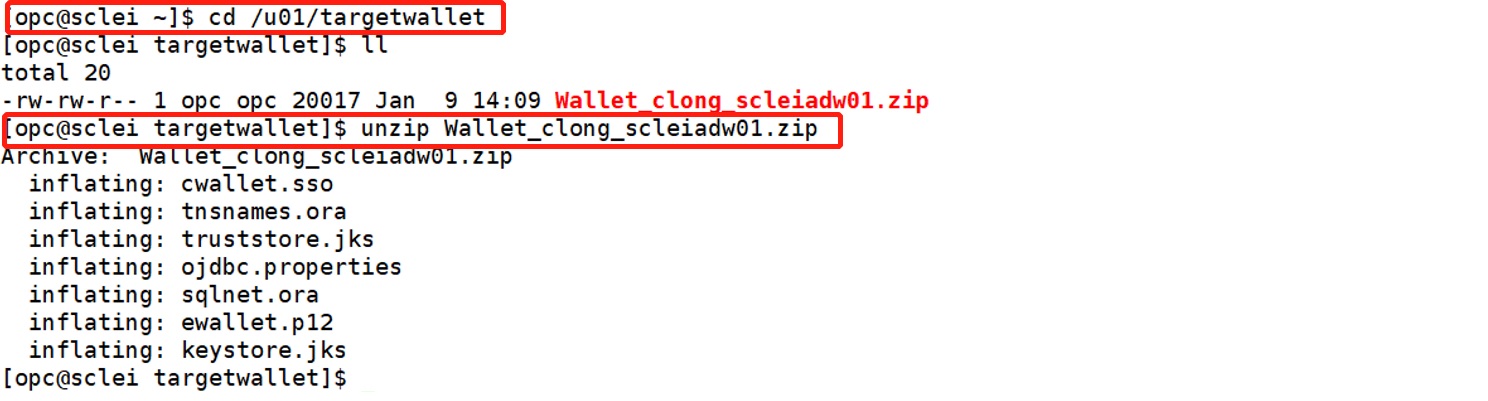 [opc@sclei ~]$ cd /u01/targetwallet
[opc@sclei targetwallet]$ ll
total 20
-rw-rw-r-- 1 opc opc 20017 Jan  9 14:09 Wallet_clong_scleiadw01.zip
[opc@sclei targetwallet]$ unzip Wallet_clong_scleiadw01.zip
Archive:  Wallet_clong_scleiadw01.zip
  inflating: cwallet.sso
  inflating: tnsnames.ora
  inflating: truststore.jks
  inflating: ojdbc.properties
  inflating: sqlnet.ora
  inflating: ewallet.p12
  inflating: keystore.jks
[opc@sclei targetwallet]$